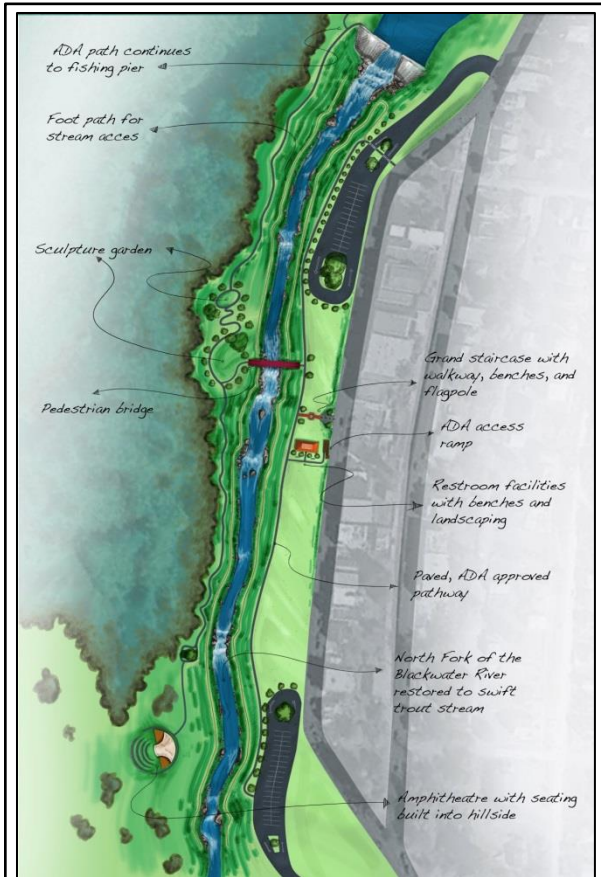 ADA path continues
to fishing pier
Foot path for
stream acces
Sculpture garden
Pedestrian bridge
Grand staircase with
walkway, benches, and
flagpole
ADA access
ramp
Restroom facilities
with benches and
landscaping
Paved, ADA approved
pathway
North Fork of the
Blackwater River
restored to swift
trout stream
Amphitheatre with seating
built into hillside